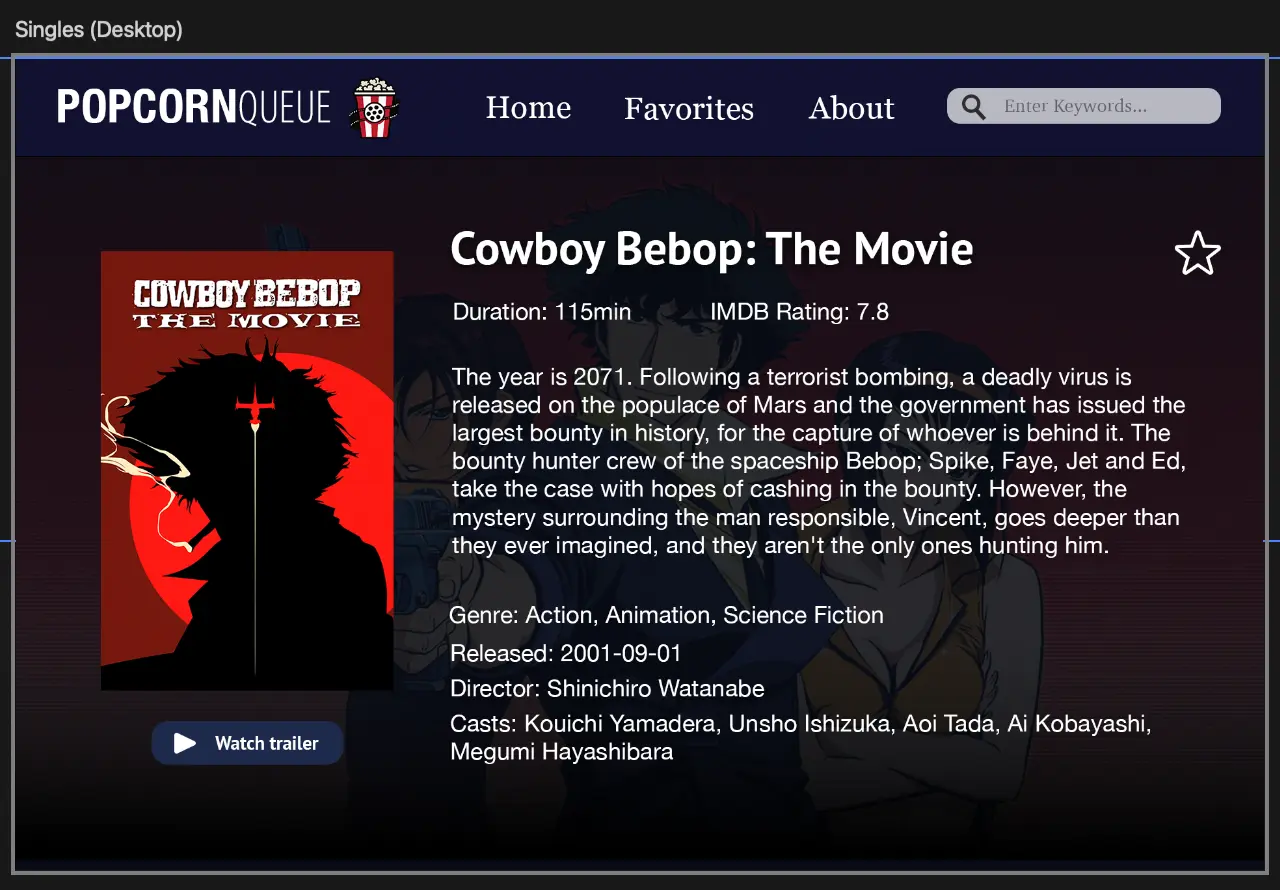 Singles (Desktop)
POPCORNQUEUE
Home
Favorites
About
Enter Keywords...
Cowboy Bebop: The Movie
COWBOY BEBOP
THE MOVIE
Duration: 115min
IMDB Rating: 7.8
The year is 2071. Following a terrorist bombing, a deadly virus is
released on the populace of Mars and the government has issued the
largest bounty in history, for the capture of whoever is behind it. The
bounty hunter crew of the spaceship Bebop; Spike, Faye, Jet and Ed,
take the case with hopes of cashing in the bounty. However, the
mystery surrounding the man responsible, Vincent, goes deeper than
they ever imagined, and they aren't the only ones hunting him.
Genre: Action, Animation, Science Fiction
Released: 2001-09-01
Director: Shinichiro Watanabe
Casts: Kouichi Yamadera, Unsho Ishizuka, Aoi Tada, Ai Kobayashi,
Megumi Hayashibara
Watch trailer